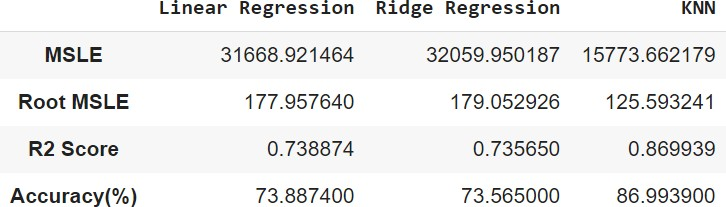 Linear Regression Ridge Regression KNN
MSLE 31668.921464 32059.950187 15773.662179
Root MSLE 177.957640 179.052926 125.593241
R2 Score 0.738874 0.735650 0.869939
Accuracy(%) 73.887400 73.565000 86.993900